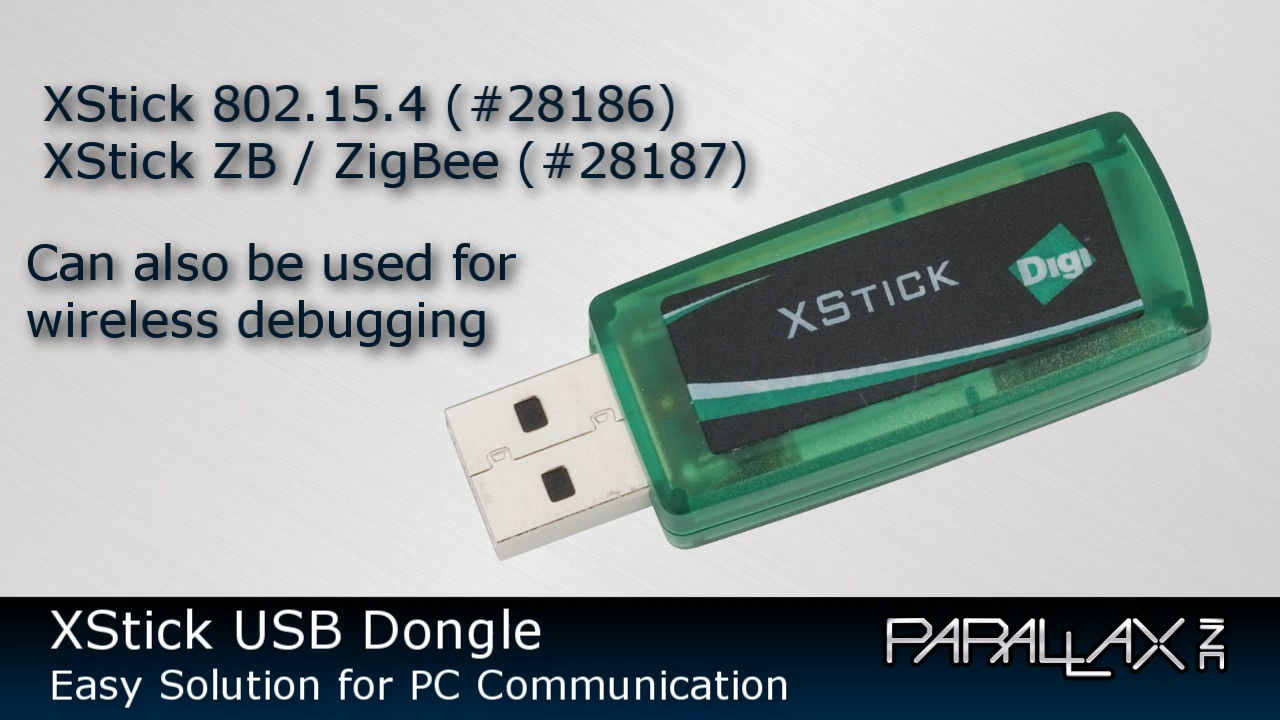 XStick 802.15.4 (#28186)
XStick ZB / ZigBee (#28187)
Can also be used for
wireless debugging
XSTICK
Digi
XStick USB Dongle
Easy Solution for PC Communication
PARALLAX INC